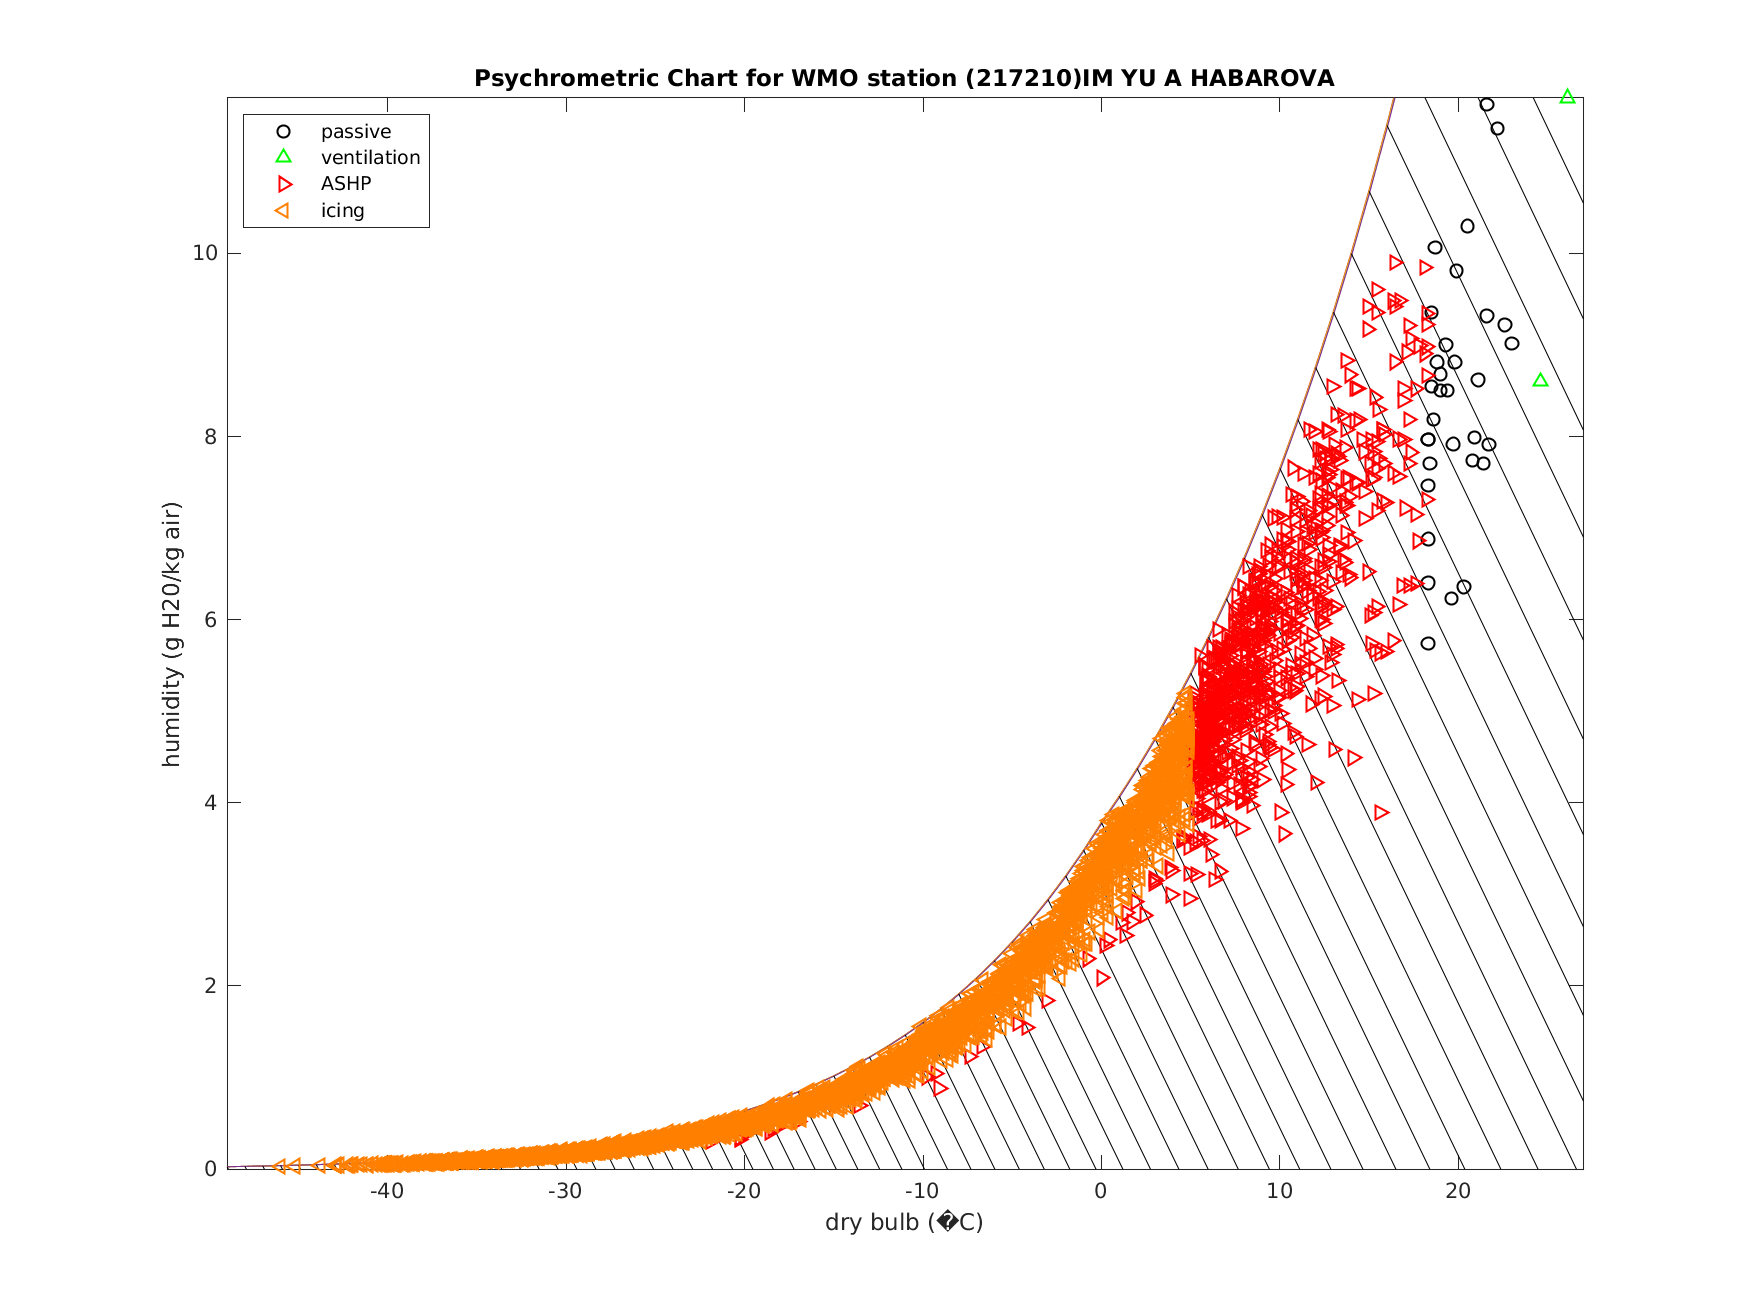 Psychrometric Chart for WMO station (217210)IM YU A HABAROVA
passive
ventilation
ASHP
icing
humidity (g H20/kg air)
10
8
6
4
2
0
-40 -30 -20 -10 0 10 20
dry bulb (�C)